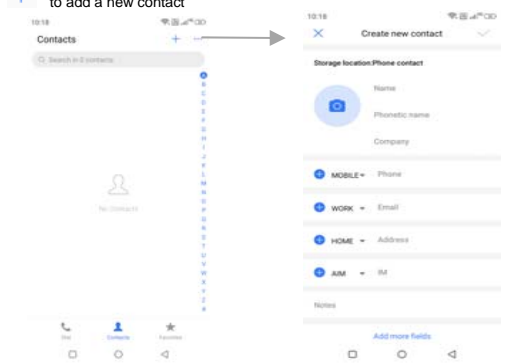 to add a new contact
10:18
Contacts
Search in 0 contacts
A
B
C
D
E
F
G
H
I
J
K
L
M
N
O
P
Q
R
S
T
U
V
W
X
Y
Z
#
No contacts
Dial
Contacts
Favorites
10:18
Create new contact
Storage location:Phone contact
Name
Phonetic name
Company
MOBILE
Phone
WORK
Email
HOME
Address
AIM
IM
Notes
Add more fields